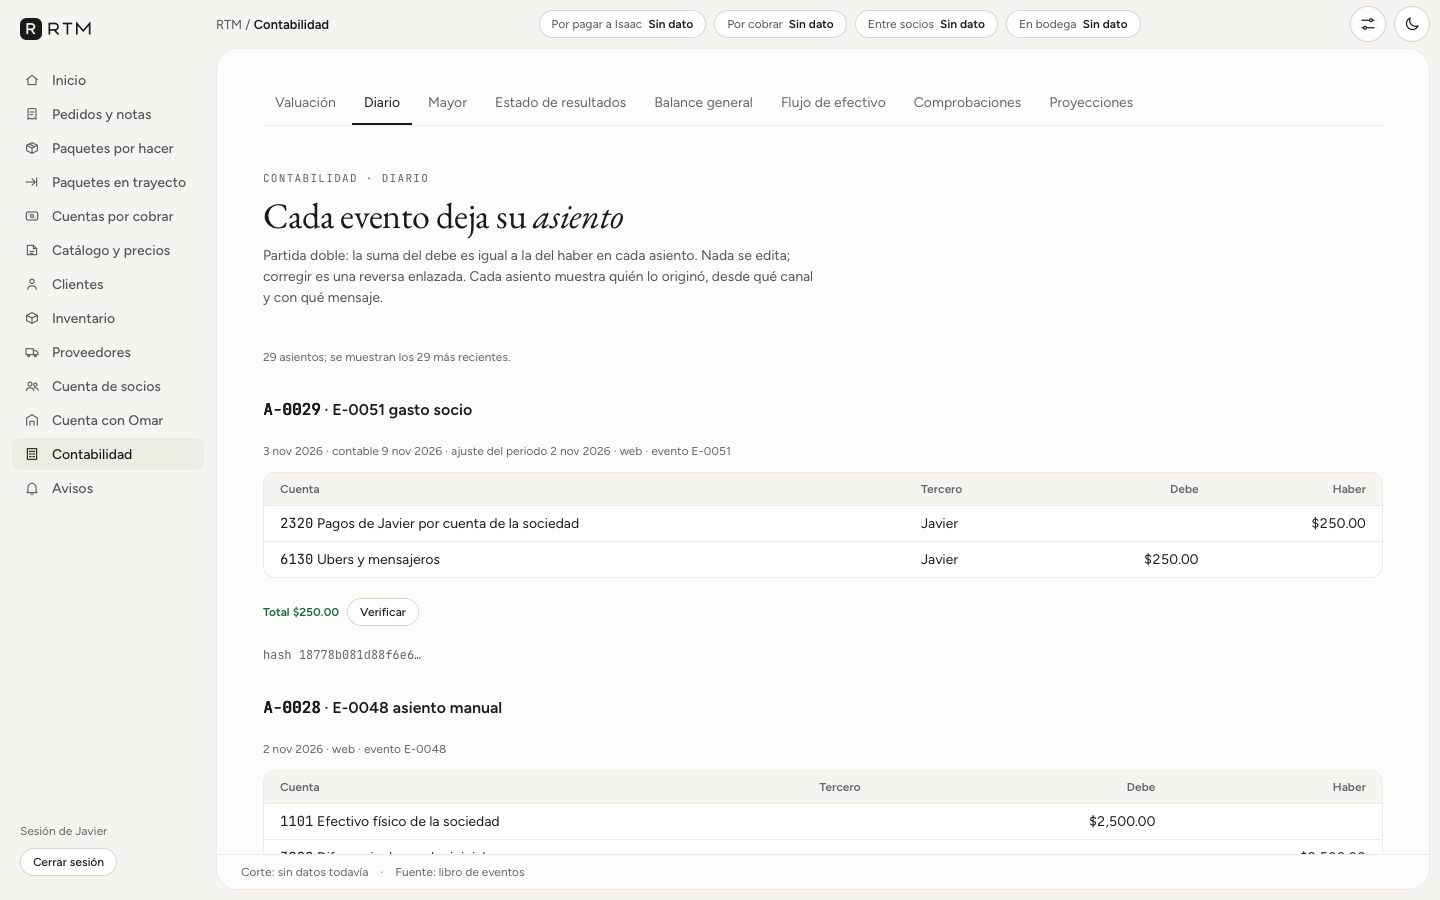 R RTM
RTM / Contabilidad
Por pagar a Isaac Sin dato
Por cobrar Sin dato
Entre socios Sin dato
En bodega Sin dato
Inicio
Pedidos y notas
Paquetes por hacer
Paquetes en trayecto
Cuentas por cobrar
Catálogo y precios
Clientes
Inventario
Proveedores
Cuenta de socios
Cuenta con Omar
Contabilidad
Avisos
Sesión de Javier
Cerrar sesión
Valuación Diario Mayor Estado de resultados Balance general Flujo de efectivo Comprobaciones Proyecciones
CONTABILIDAD · DIARIO
Cada evento deja su asiento
Partida doble: la suma del debe es igual a la del haber en cada asiento. Nada se edita;
corregir es una reversa enlazada. Cada asiento muestra quién lo originó, desde qué canal
y con qué mensaje.
29 asientos; se muestran los 29 más recientes.
A-0029 · E-0051 gasto socio
3 nov 2026 · contable 9 nov 2026 · ajuste del periodo 2 nov 2026 · web · evento E-0051
Cuenta Tercero Debe Haber
2320 Pagos de Javier por cuenta de la sociedad Javier $250.00
6130 Ubers y mensajeros Javier $250.00
Total $250.00 Verificar
hash 18778b081d88f6e6…
A-0028 · E-0048 asiento manual
2 nov 2026 · web · evento E-0048
Cuenta Tercero Debe Haber
1101 Efectivo físico de la sociedad $2,500.00
Corte: sin datos todavía · Fuente: libro de eventos